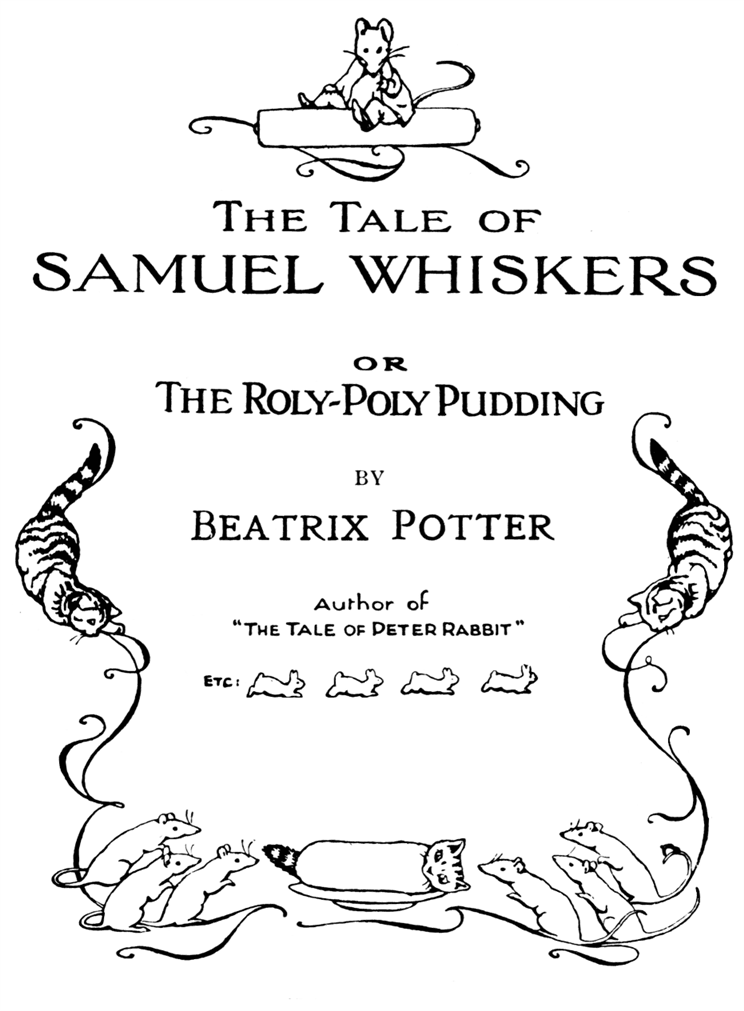 THE TALE OF
SAMUEL WHISKERS
OR
THE ROLY-POLY PUDDING
BY
BEATRIX POTTER
Author of
"THE TALE OF PETER RABBIT"
ETC: